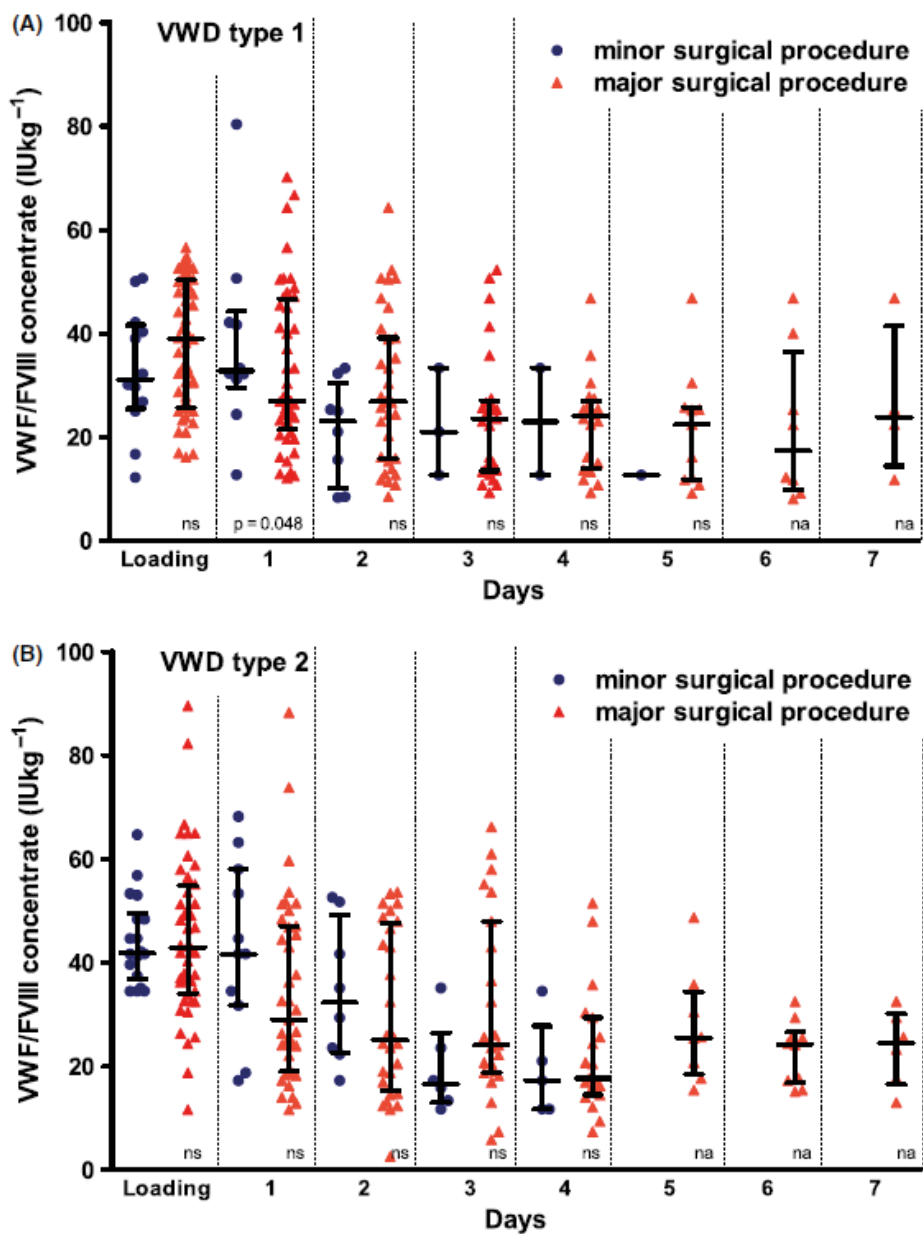 (A)
VWD type 1
minor surgical procedure
major surgical procedure
VWF/FVIII concentrate (IUkg⁻¹)
100
80
60
40
20
0
ns p = 0.048 ns ns ns ns na na
Loading 1 2 3 4 5 6 7
Days
(B)
VWD type 2
minor surgical procedure
major surgical procedure
VWF/FVIII concentrate (IUkg⁻¹)
100
80
60
40
20
0
ns ns ns ns ns na na na
Loading 1 2 3 4 5 6 7
Days